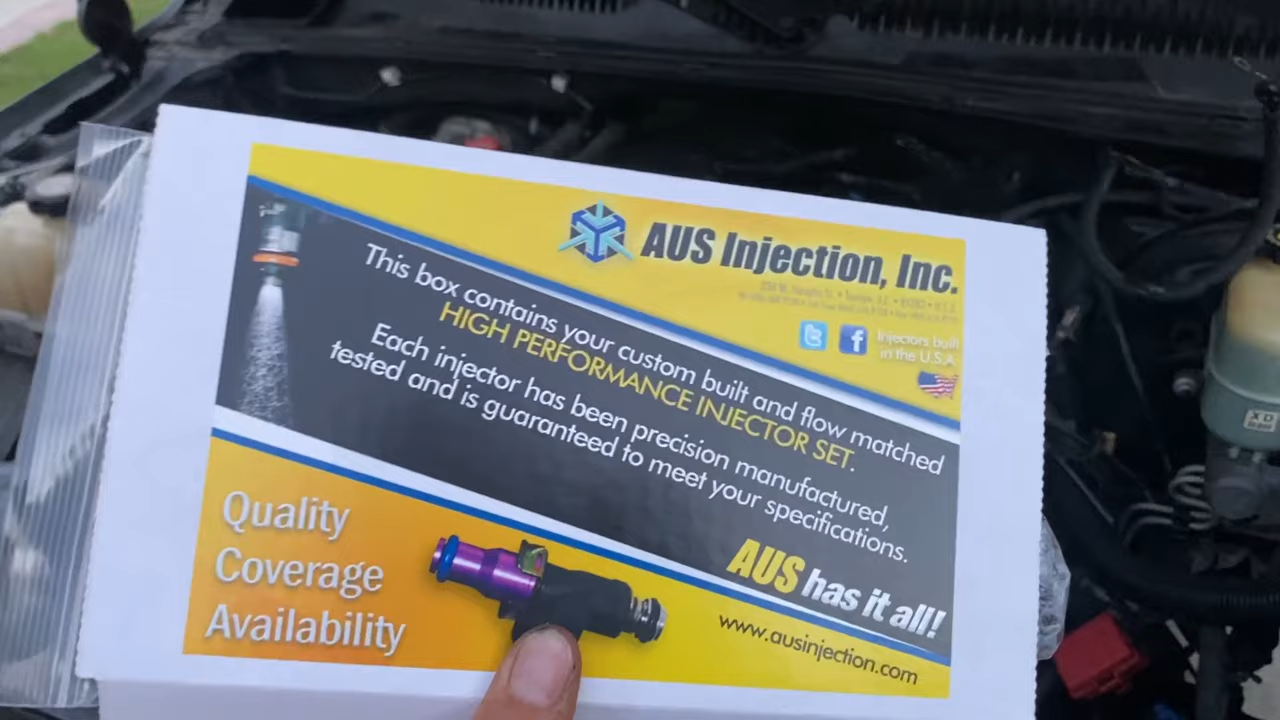 AUS Injection, Inc.
Injectors built
in the U.S.A
This box contains your custom built and flow matched
HIGH PERFORMANCE INJECTOR SET.
Each injector has been precision manufactured,
tested and is guaranteed to meet your specifications.
AUS has it all!
Quality
Coverage
Availability
www.ausinjection.com